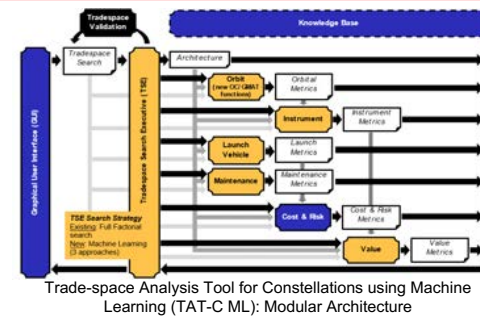 Tradespace
Validation
Knowledge Base
Graphical User Interface (GUI)
Tradespace
Search
Tradespace Search Executive (TSE)
Architecture
Orbit
(new OC/GMAT
functions)
Orbital
Metrics
Instrument
Instrument
Metrics
Launch
Vehicle
Launch
Metrics
Maintenance
Maintenance
Metrics
Cost & Risk
Cost & Risk
Metrics
Value
Value
Metrics
TSE Search Strategy
Existing: Full Factorial
search
New: Machine Learning
(3 approaches)
Trade-space Analysis Tool for Constellations using Machine
Learning (TAT-C ML): Modular Architecture